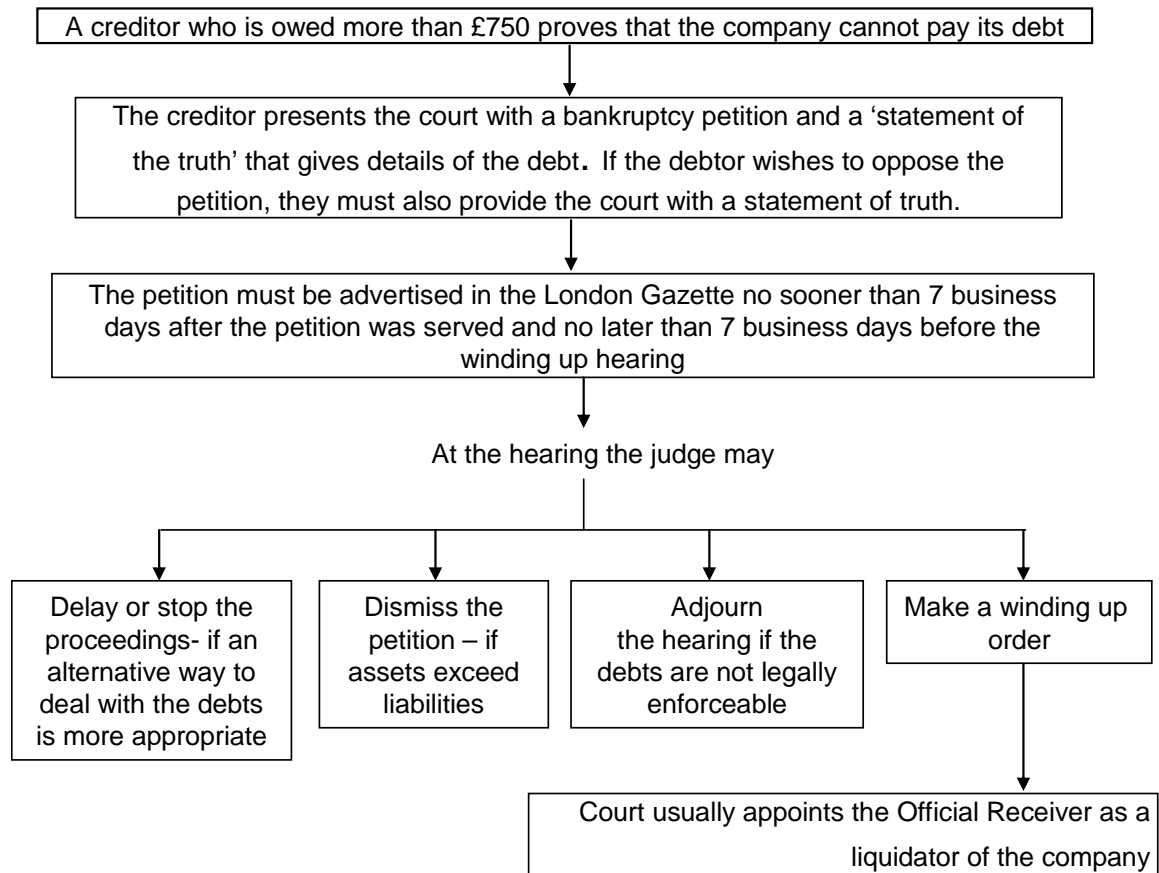 A creditor who is owed more than £750 proves that the company cannot pay its debt
The creditor presents the court with a bankruptcy petition and a ‘statement of
the truth’ that gives details of the debt. If the debtor wishes to oppose the
petition, they must also provide the court with a statement of truth.
The petition must be advertised in the London Gazette no sooner than 7 business
days after the petition was served and no later than 7 business days before the
winding up hearing
At the hearing the judge may
Delay or stop the
proceedings- if an
alternative way to
deal with the debts
is more appropriate
Dismiss the
petition – if
assets exceed
liabilities
Adjourn
the hearing if the
debts are not legally
enforceable
Make a winding up
order
Court usually appoints the Official Receiver as a
liquidator of the company